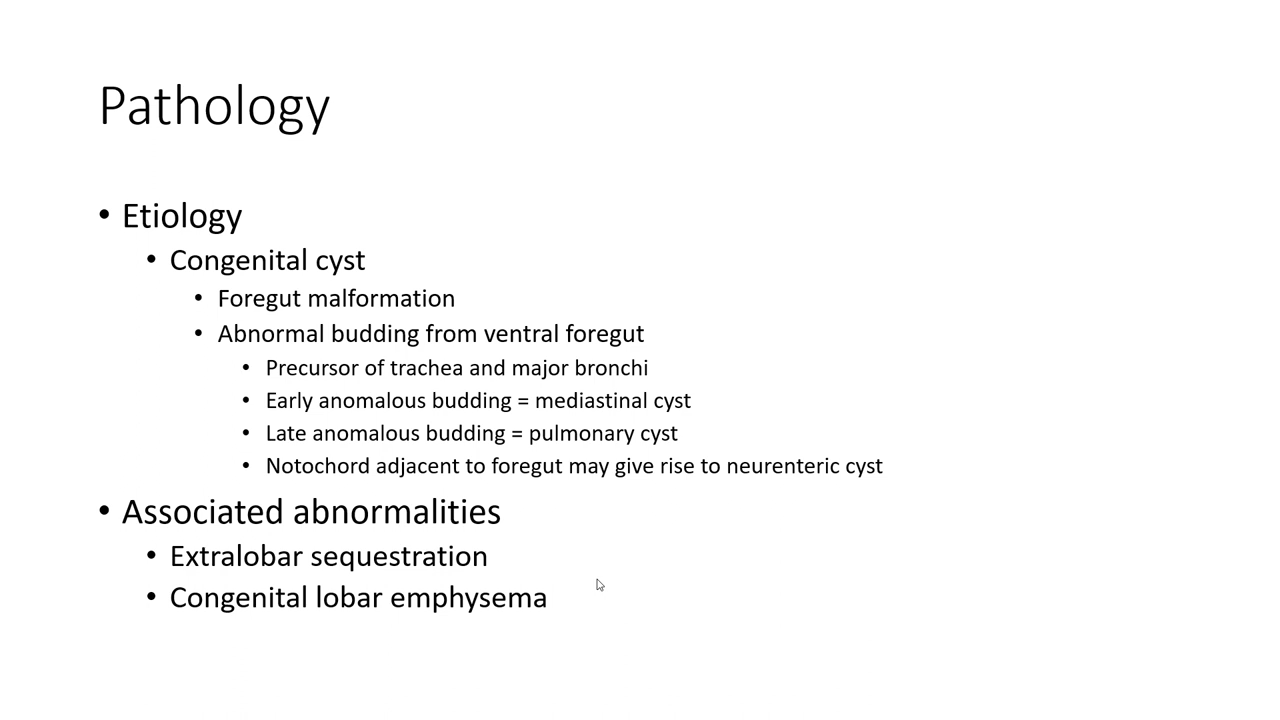 Pathology
• Etiology
• Congenital cyst
• Foregut malformation
• Abnormal budding from ventral foregut
• Precursor of trachea and major bronchi
• Early anomalous budding = mediastinal cyst
• Late anomalous budding = pulmonary cyst
• Notochord adjacent to foregut may give rise to neurenteric cyst
• Associated abnormalities
• Extralobar sequestration
• Congenital lobar emphysema